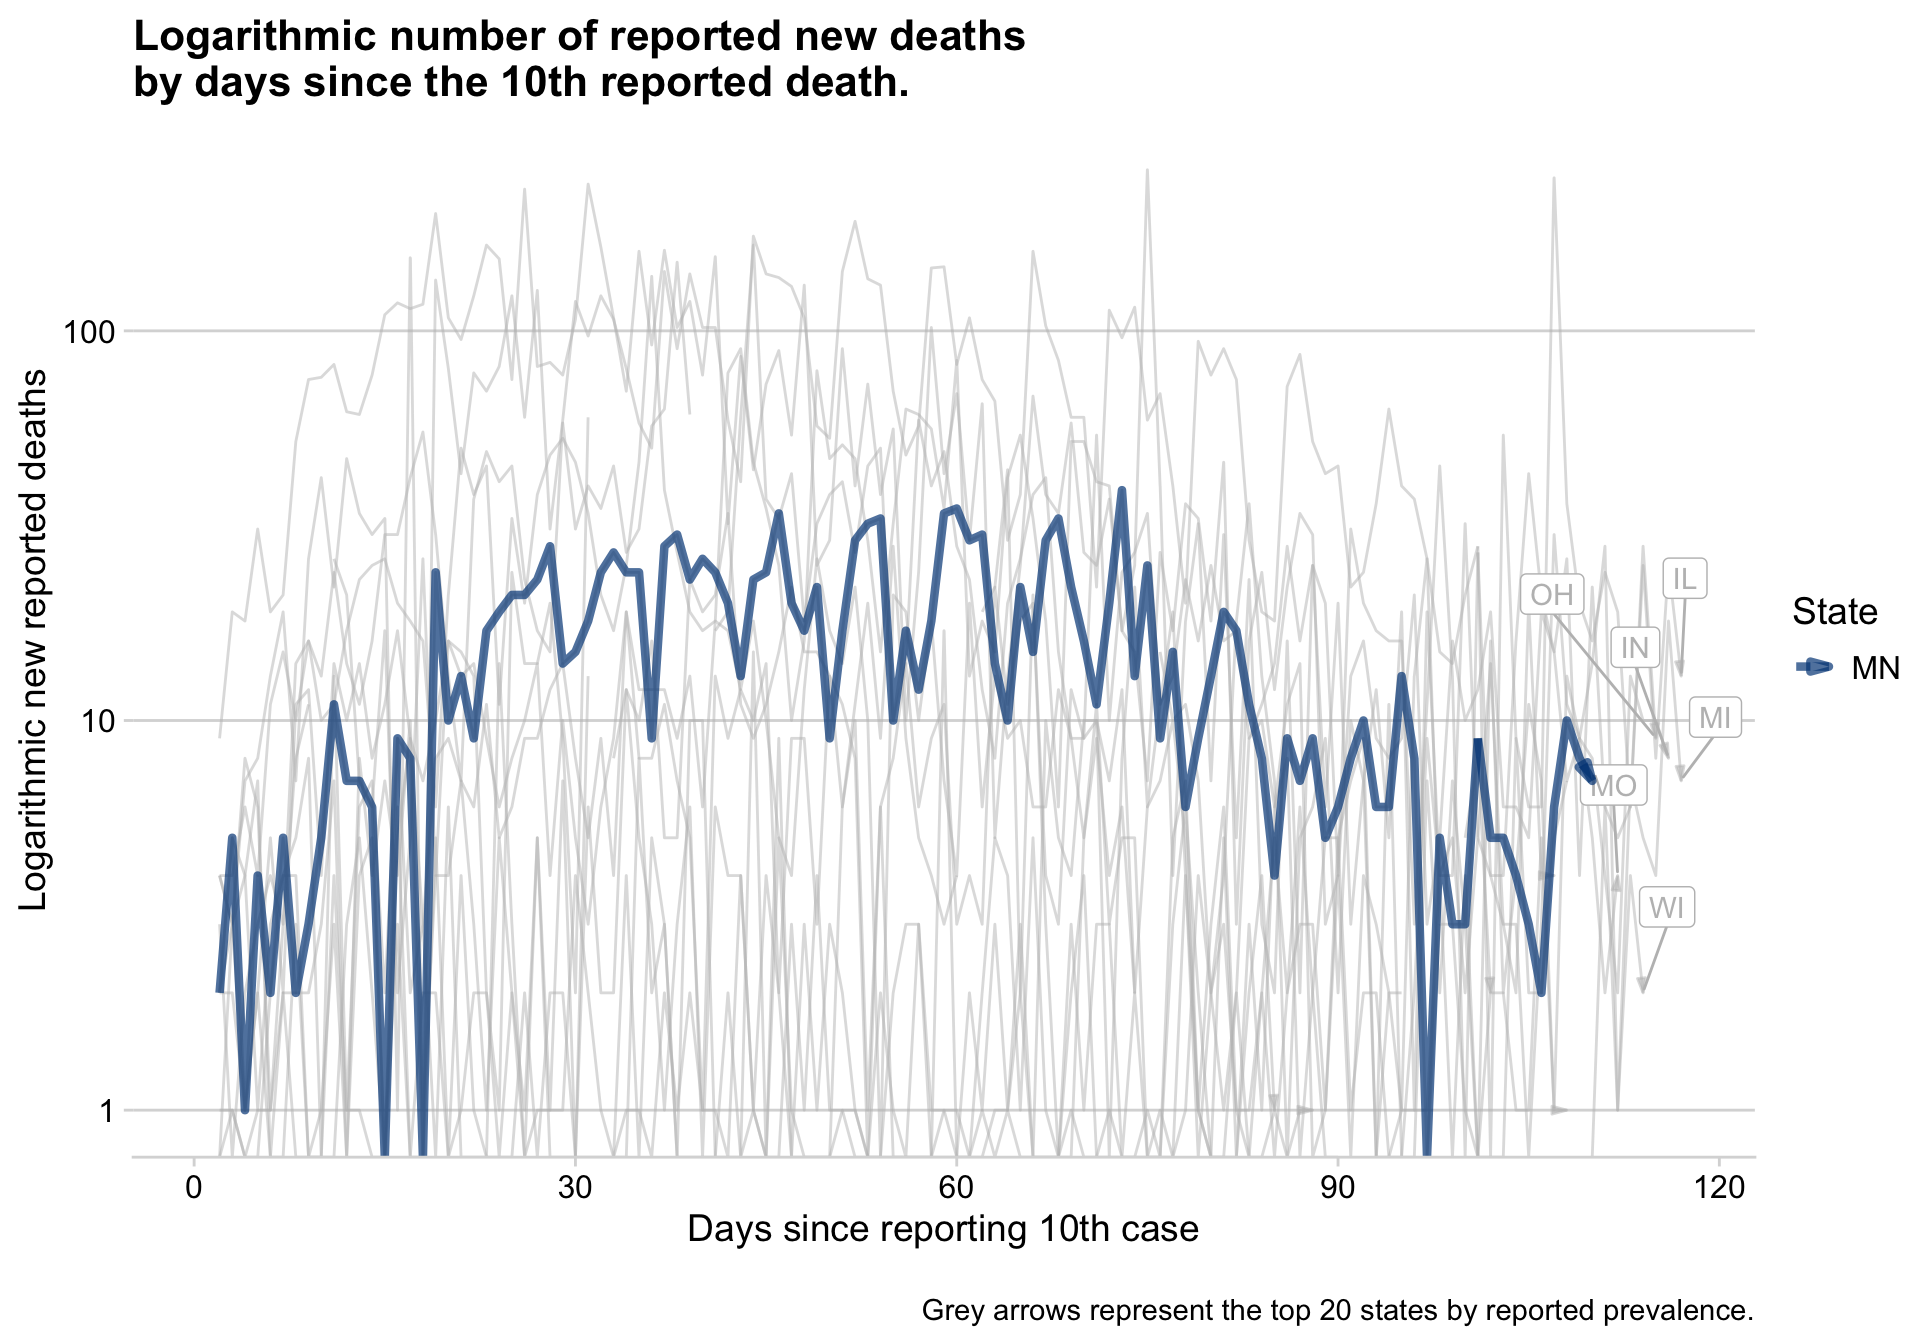 Logarithmic number of reported new deaths
by days since the 10th reported death.
Logarithmic new reported deaths
100
10
1
OH
IL
IN
MI
MO
WI
State
MN
0
30
60
90
120
Days since reporting 10th case
Grey arrows represent the top 20 states by reported prevalence.